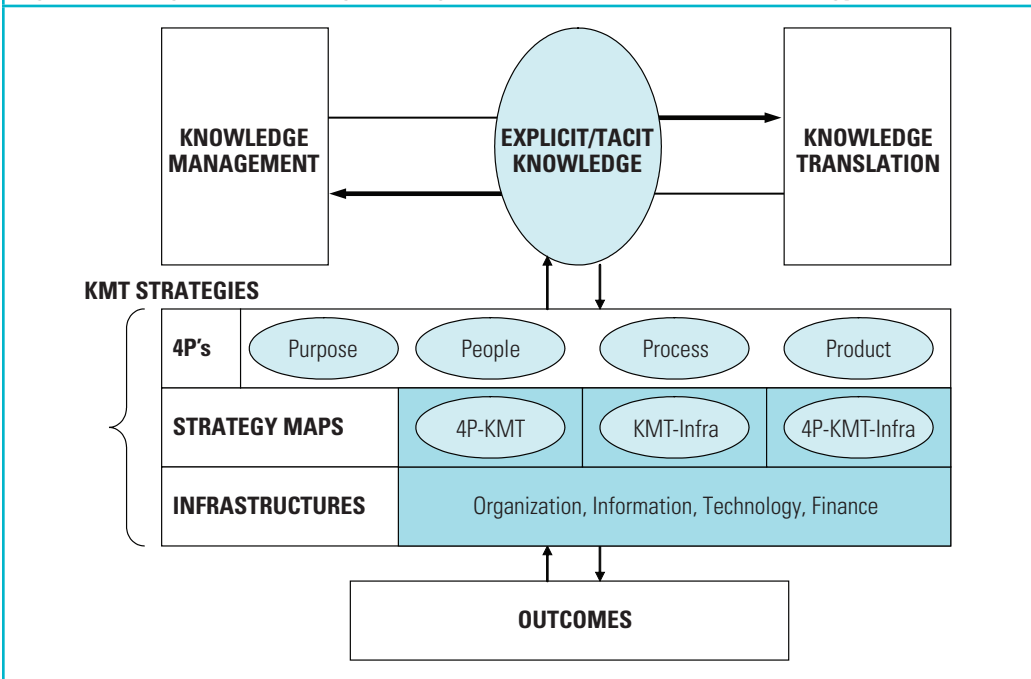 KNOWLEDGE
MANAGEMENT
EXPLICIT/TACIT
KNOWLEDGE
KNOWLEDGE
TRANSLATION
KMT STRATEGIES
4P's Purpose People Process Product
STRATEGY MAPS 4P-KMT KMT-Infra 4P-KMT-Infra
INFRASTRUCTURES Organization, Information, Technology, Finance
OUTCOMES